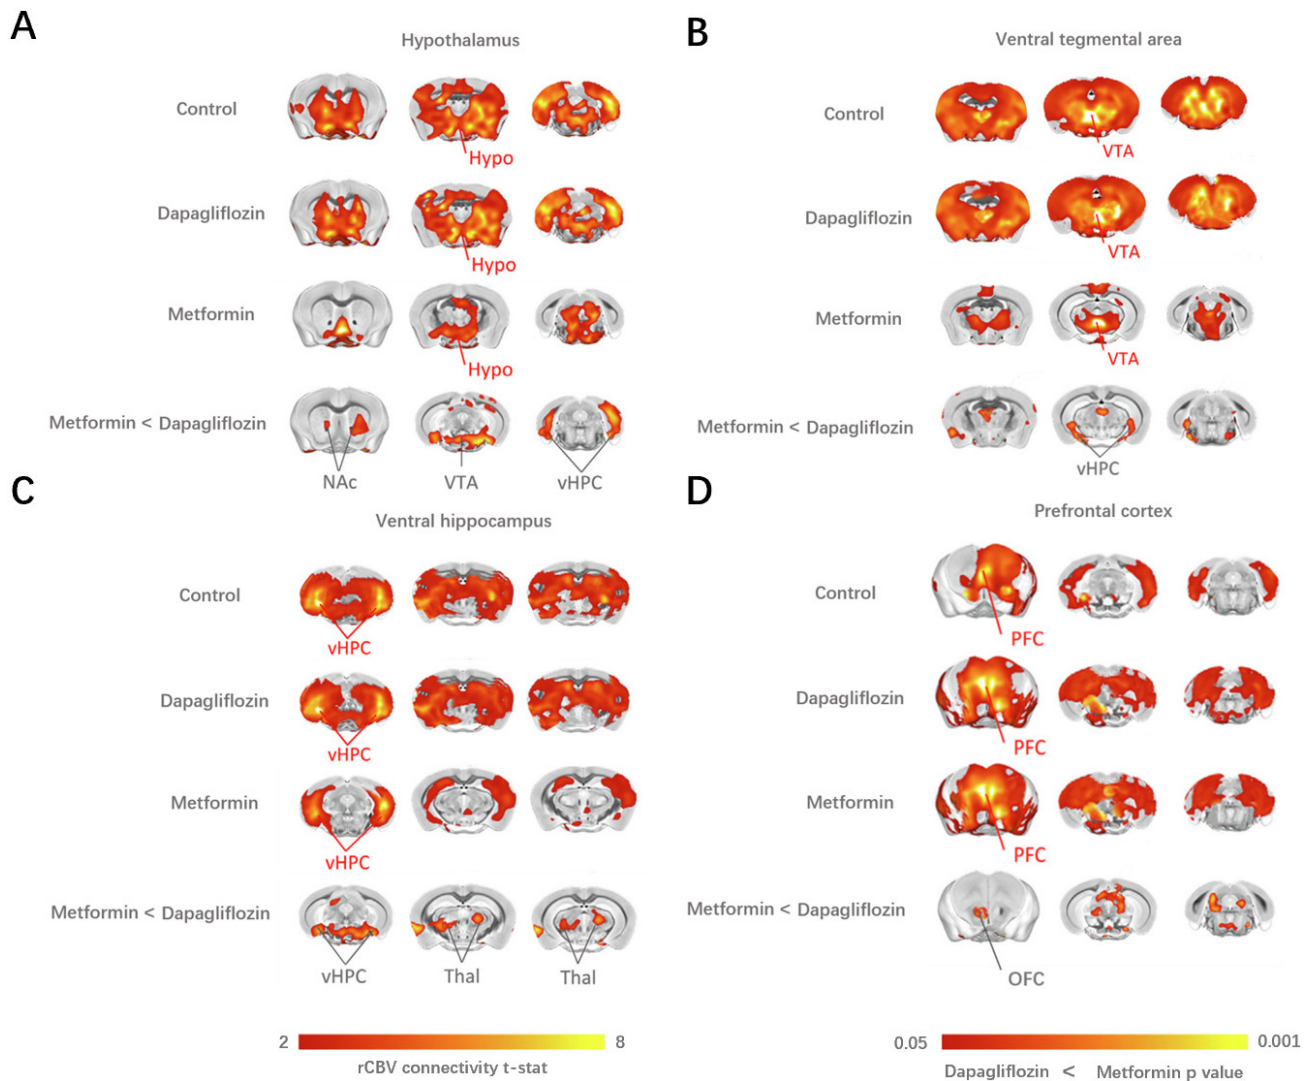 A
Hypothalamus
Control
Hypo
Dapagliflozin
Hypo
Metformin
Hypo
Metformin < Dapagliflozin
NAc VTA vHPC
B
Ventral tegmental area
Control
VTA
Dapagliflozin
VTA
Metformin
VTA
Metformin < Dapagliflozin
vHPC
C
Ventral hippocampus
Control
vHPC
Dapagliflozin
vHPC
Metformin
vHPC
Metformin < Dapagliflozin
vHPC Thal Thal
D
Prefrontal cortex
Control
PFC
Dapagliflozin
PFC
Metformin
PFC
Metformin < Dapagliflozin
OFC
2 8
rCBV connectivity t-stat
0.05 0.001
Dapagliflozin < Metformin p value